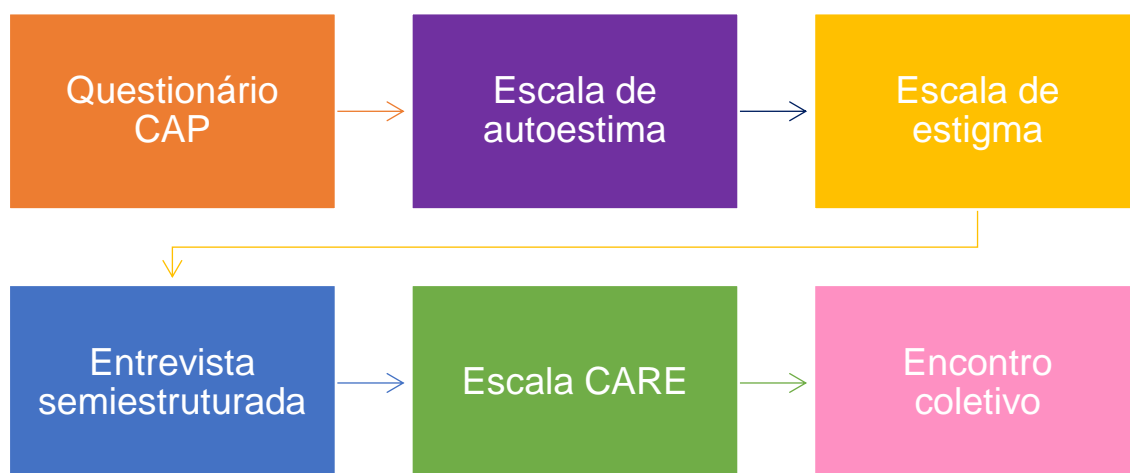 Questionário
CAP
Escala de
autoestima
Escala de
estigma
Entrevista
semiestruturada
Escala CARE
Encontro
coletivo